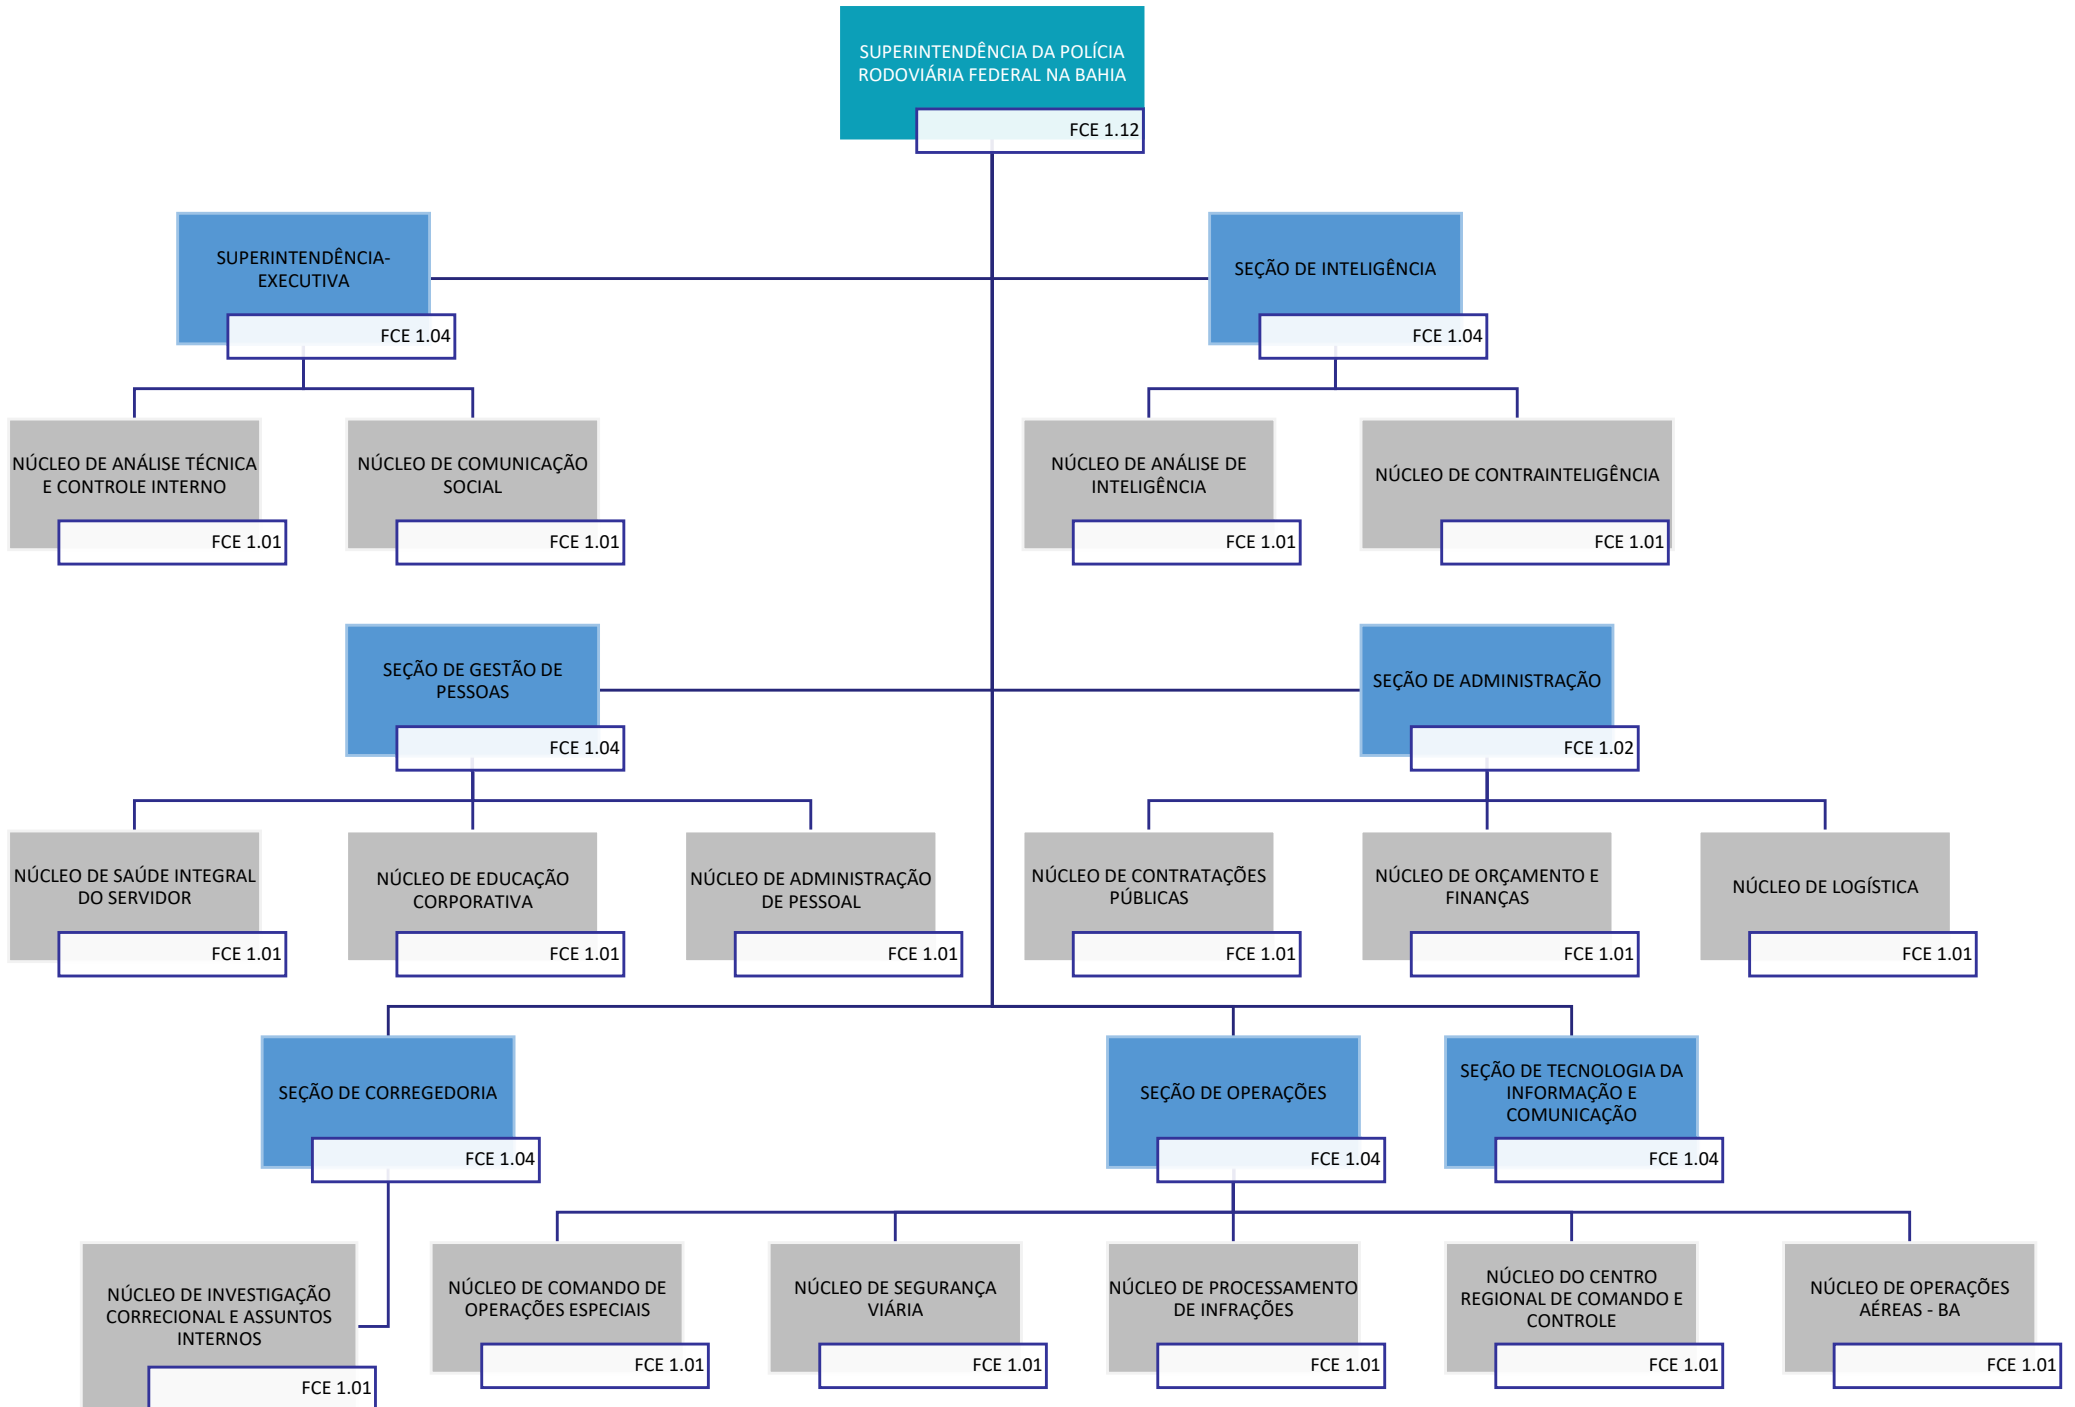 SUPERINTENDÊNCIA DA POLÍCIA
RODOVIÁRIA FEDERAL NA BAHIA
FCE 1.12
SUPERINTENDÊNCIA-
EXECUTIVA
FCE 1.04
SEÇÃO DE INTELIGÊNCIA
FCE 1.04
NÚCLEO DE ANÁLISE TÉCNICA
E CONTROLE INTERNO
FCE 1.01
NÚCLEO DE COMUNICAÇÃO
SOCIAL
FCE 1.01
NÚCLEO DE ANÁLISE DE
INTELIGÊNCIA
FCE 1.01
NÚCLEO DE CONTRAINTELIGÊNCIA
FCE 1.01
SEÇÃO DE GESTÃO DE
PESSOAS
FCE 1.04
SEÇÃO DE ADMINISTRAÇÃO
FCE 1.02
NÚCLEO DE SAÚDE INTEGRAL
DO SERVIDOR
FCE 1.01
NÚCLEO DE EDUCAÇÃO
CORPORATIVA
FCE 1.01
NÚCLEO DE ADMINISTRAÇÃO
DE PESSOAL
FCE 1.01
NÚCLEO DE CONTRATAÇÕES
PÚBLICAS
FCE 1.01
NÚCLEO DE ORÇAMENTO E
FINANÇAS
FCE 1.01
NÚCLEO DE LOGÍSTICA
FCE 1.01
SEÇÃO DE CORREGEDORIA
FCE 1.04
SEÇÃO DE OPERAÇÕES
FCE 1.04
SEÇÃO DE TECNOLOGIA DA
INFORMAÇÃO E
COMUNICAÇÃO
FCE 1.04
NÚCLEO DE INVESTIGAÇÃO
CORRECIONAL E ASSUNTOS
INTERNOS
FCE 1.01
NÚCLEO DE COMANDO DE
OPERAÇÕES ESPECIAIS
FCE 1.01
NÚCLEO DE SEGURANÇA
VIÁRIA
FCE 1.01
NÚCLEO DE PROCESSAMENTO
DE INFRAÇÕES
FCE 1.01
NÚCLEO DO CENTRO
REGIONAL DE COMANDO E
CONTROLE
FCE 1.01
NÚCLEO DE OPERAÇÕES
AÉREAS - BA
FCE 1.01